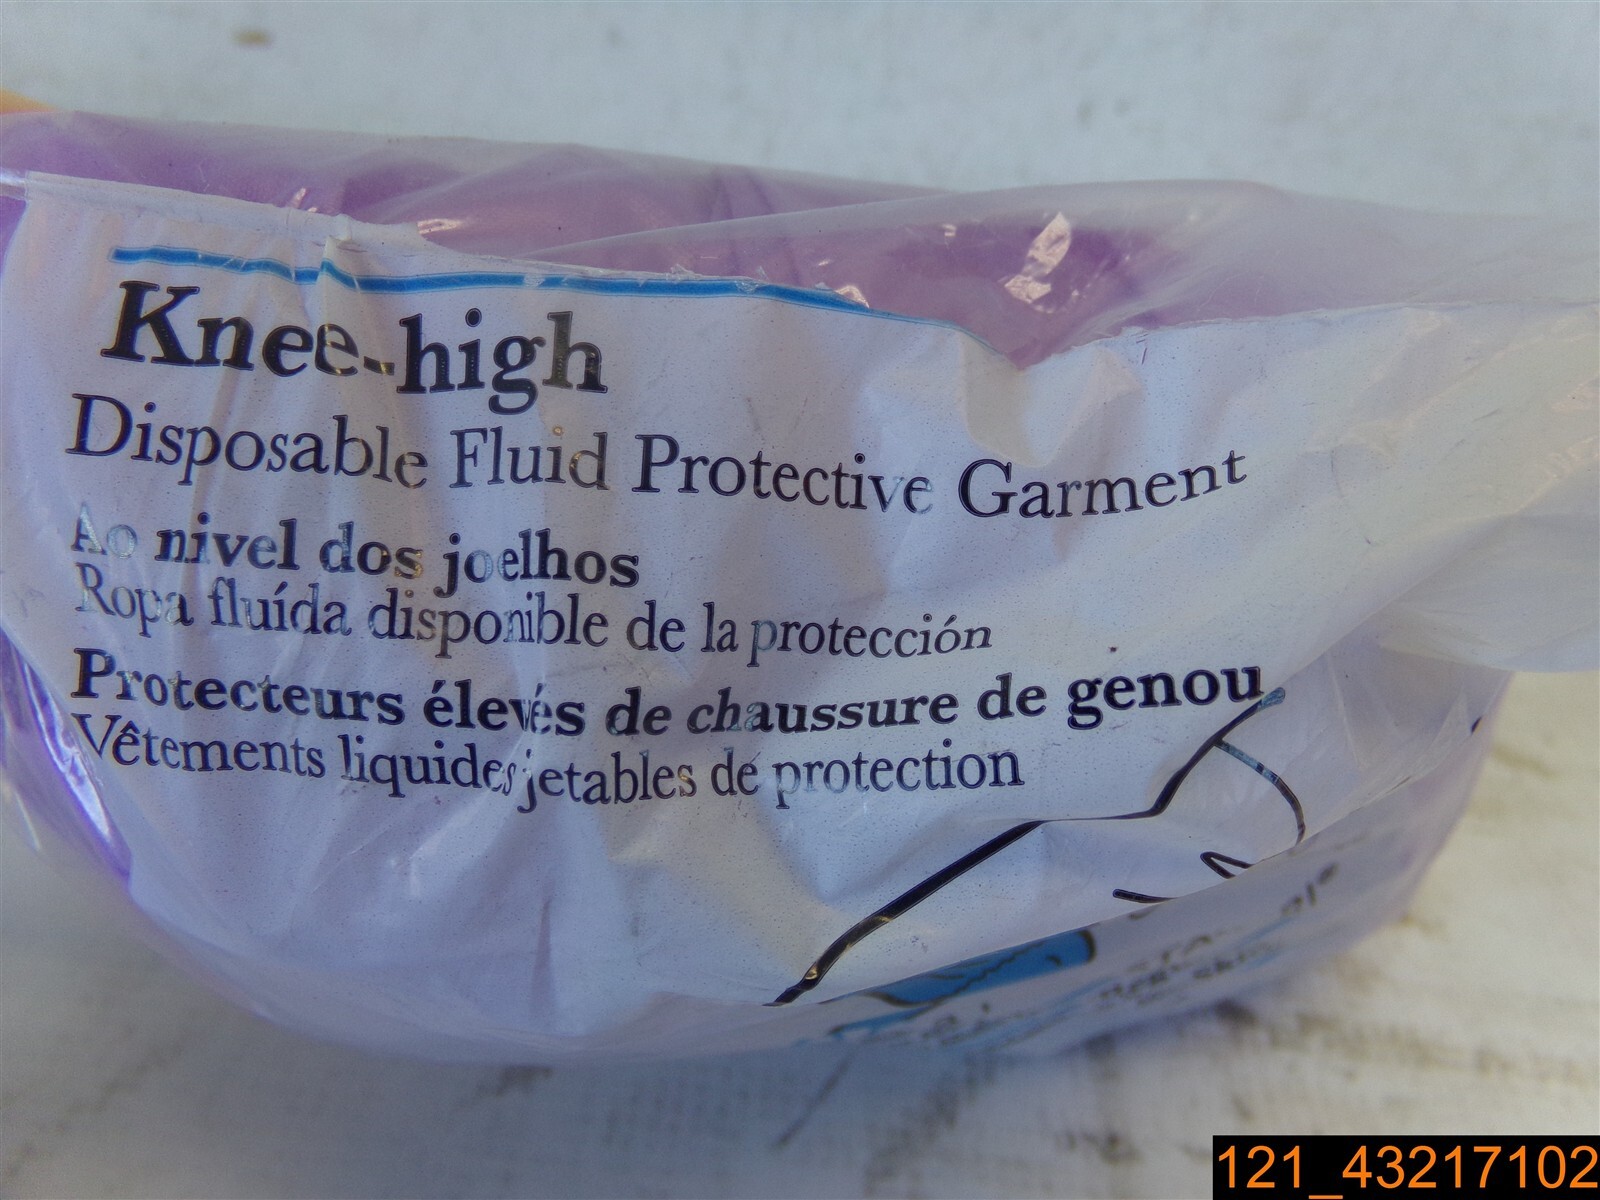 Knee-high
Disposable Fluid Protective Garment
Ao nivel dos joelhos
Ropa fluída disponible de la protección
Protecteurs élevés de chaussure de genou
Vêtements liquides jetables de protection
121_43217102